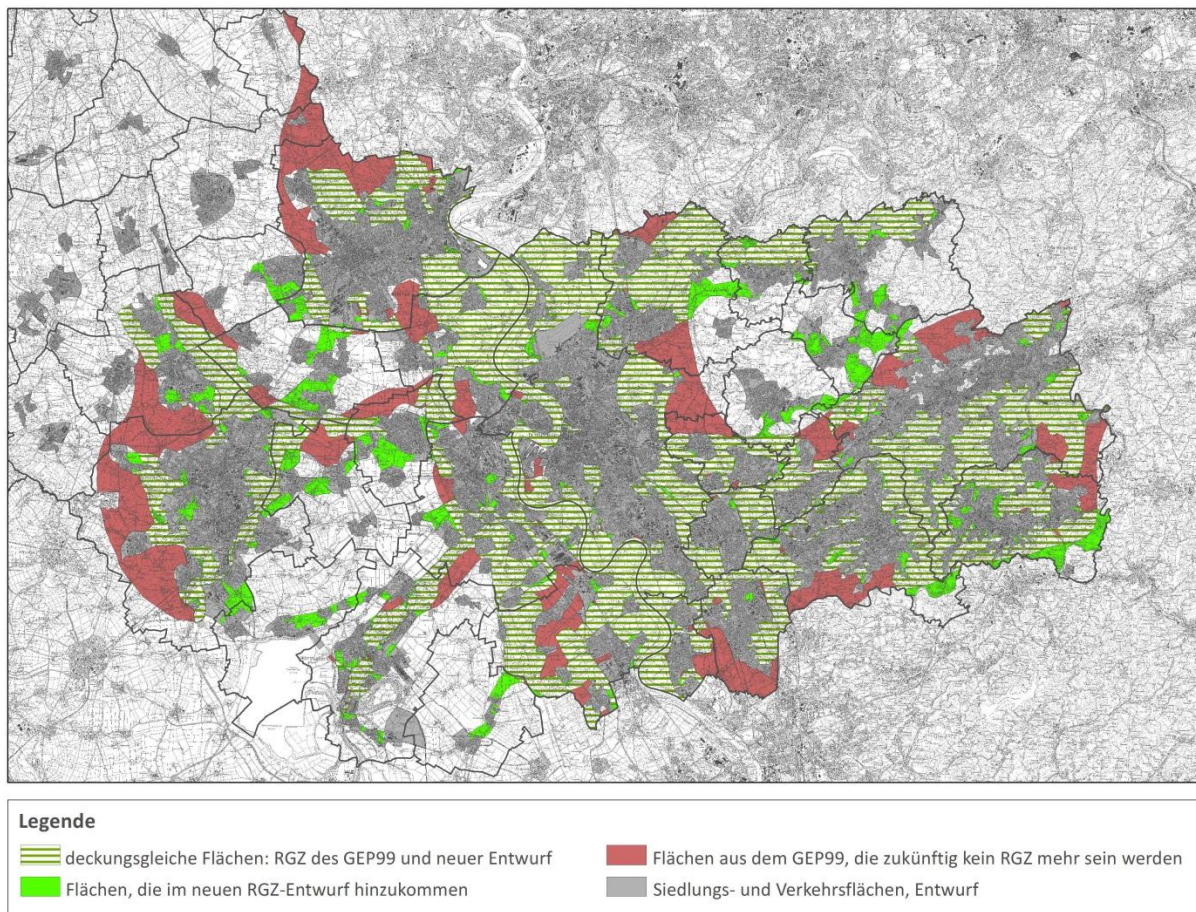 Legende
deckungsgleiche Flächen: RGZ des GEP99 und neuer Entwurf
Flächen aus dem GEP99, die zukünftig kein RGZ mehr sein werden
Flächen, die im neuen RGZ-Entwurf hinzukommen
Siedlungs- und Verkehrsflächen, Entwurf